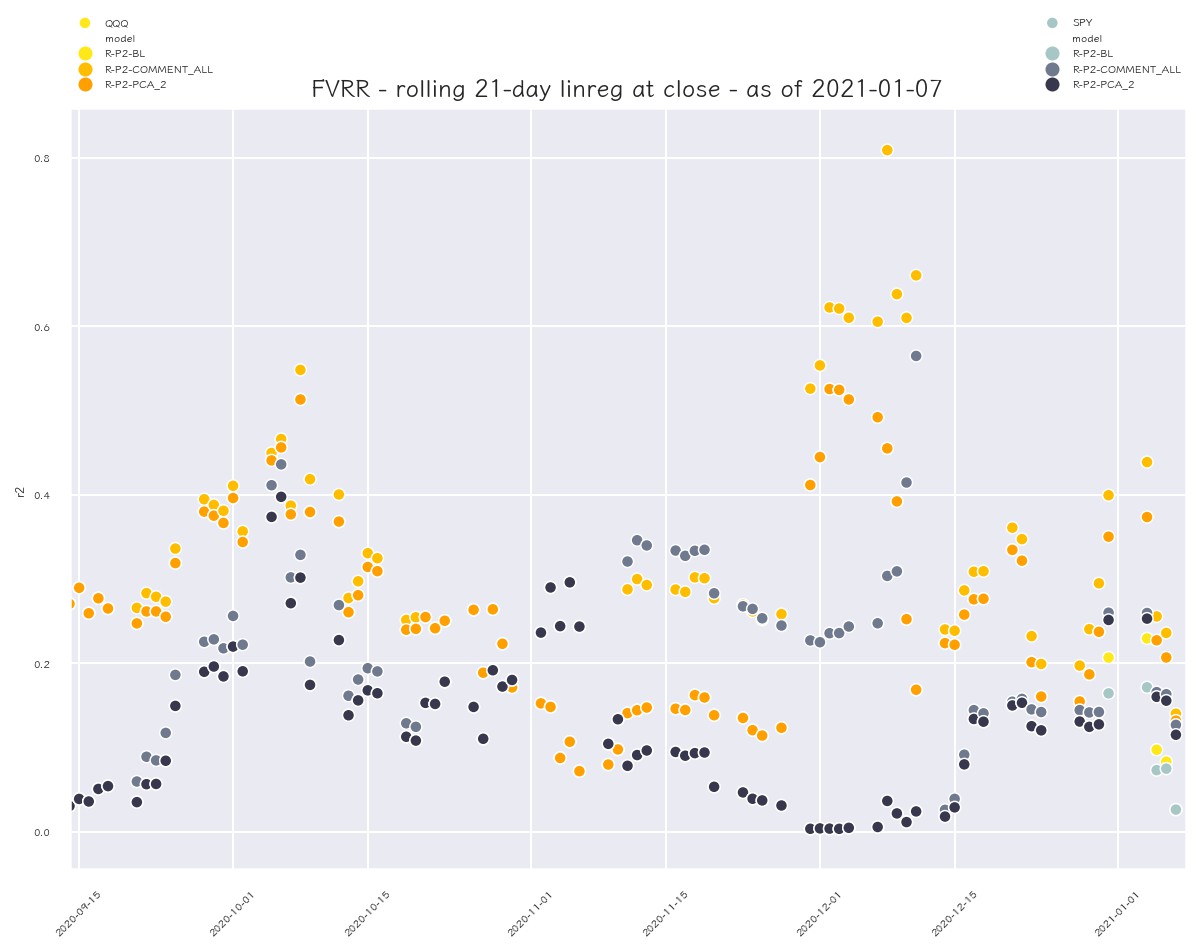 QQQ
model
R-P2-BL
R-P2-COMMENT_ALL
R-P2-PCA_2
SPY
model
R-P2-BL
R-P2-COMMENT_ALL
R-P2-PCA_2
FVRR - rolling 21-day linreg at close - as of 2021-01-07
0.8
0.6
0.4
0.2
0.0
r2
2020-09-15
2020-10-01
2020-10-15
2020-11-01
2020-11-15
2020-12-01
2020-12-15
2021-01-01